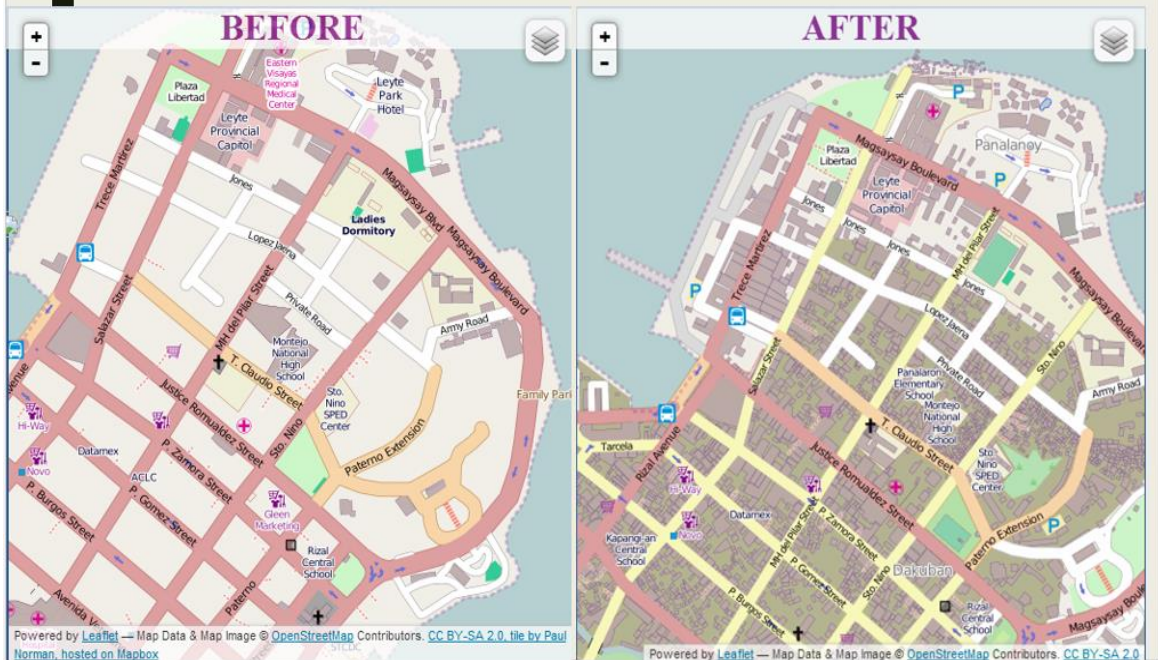 BEFORE
+
-
Eastern
Visayas
Regional
Medical
Center
Plaza
Libertad
Leyte
Park
Hotel
Leyte
Provincial
Capitol
Trece Martirez
Jones
Magsaysay Blvd
Magsaysay Boulevard
Ladies
Dormitory
Lopez Jaena
Salazar Street
MH del Pilar Street
Private Road
Army Road
Montejo
National
High
School
T. Claudio Street
Sto.
Nino
SPED
Center
Family Park
Justice Romualdez Street
Sto. Nino
Paterno Extension
Hi-Way
Datamex
P. Zamora Street
Novo
ACLC
P. Gomez Street
Gleen
Marketing
P. Burgos Street
Rizal
Central
School
Paterno
STCDC
Powered by Leaflet — Map Data & Map Image © OpenStreetMap Contributors. CC BY-SA 2.0, tile by Paul
Norman, hosted on Mapbox
AFTER
+
-
P
Panalanoy
Plaza
Libertad
Magsaysay Boulevard
P
Leyte
Provincial
Capitol
Jones
Jones
Jones
MH del Pilar Street
Trece Martirez
P
Magsaysay Boulevard
Lopez Jaena
Sto. Nino
Salazar Street
Private Road
Panalaron
Elementary
School
Army Road
Montejo
National
High
School
T. Claudio Street
Tarcela
Rizal Avenue
Justice Romualdez Street
Sto
Nino
SPED
Center
Hi-Way
Novo
Datamex
MH del Pilar Street
P. Zamora Street
Paterno Extension
P
Kapangi-an
Central
School
P. Gomez Street
Dakuban
Sto. Nino
P. Burgos Street
Rizal
Central
School
Powered by Leaflet — Map Data & Map Image © OpenStreetMap Contributors. CC BY-SA 2.0